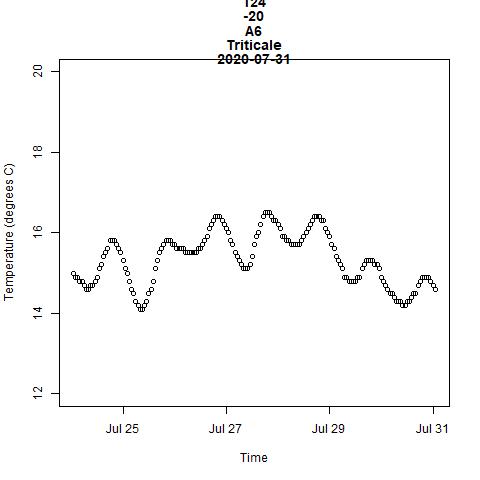 124
-20
A6
Triticale
2020-07-31
20
18
16
14
12
Temperature (degrees C)
Jul 25
Jul 27
Jul 29
Jul 31
Time